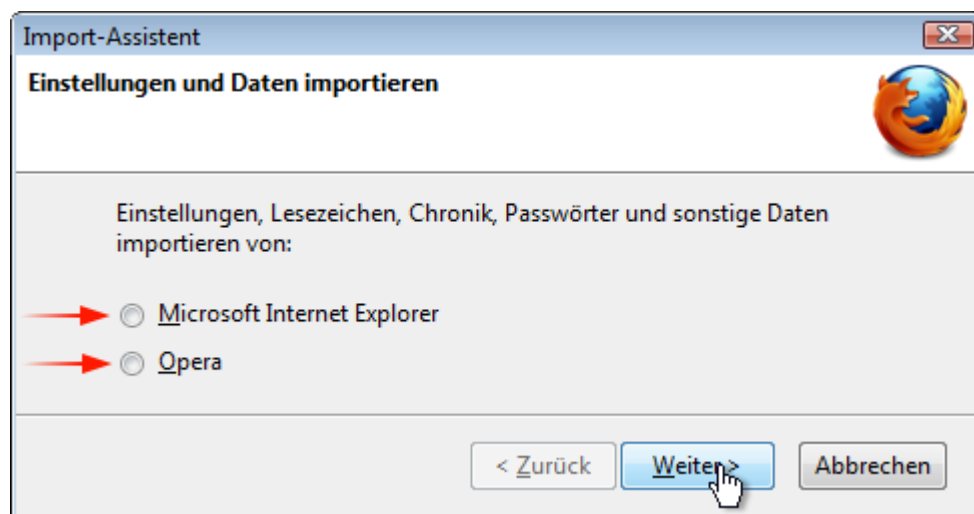 Import-Assistent
Einstellungen und Daten importieren
Einstellungen, Lesezeichen, Chronik, Passwörter und sonstige Daten
importieren von:
Microsoft Internet Explorer
Opera
< Zurück Weiter > Abbrechen